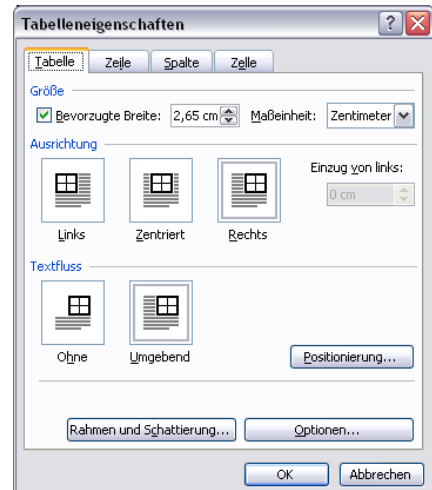 Tabelleneigenschaften
Tabelle Zeile Spalte Zelle
Größe
Bevorzugte Breite: 2,65 cm Maßeinheit: Zentimeter
Ausrichtung
Einzug von links:
0 cm
Links Zentriert Rechts
Textfluss
Ohne Umgebend
Positionierung...
Rahmen und Schattierung... Optionen...
OK Abbrechen